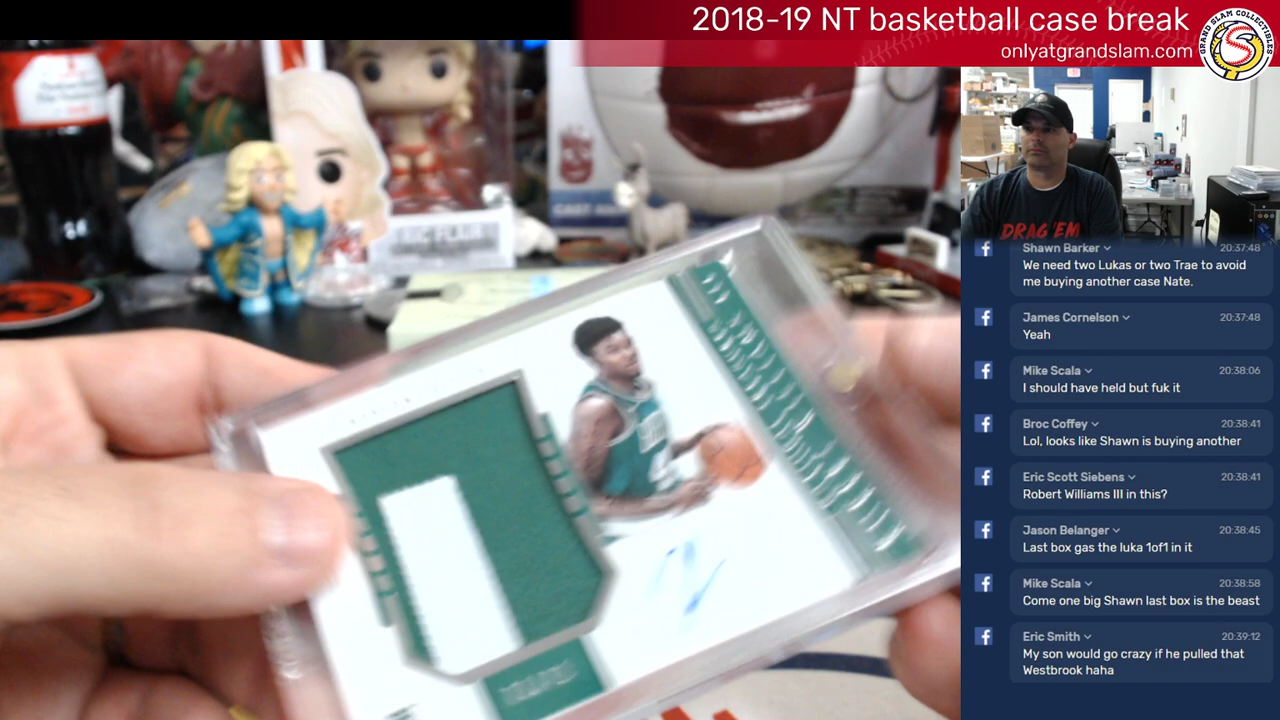 2018-19 NT basketball case break
onlyatgrandslam.com
GRAND SLAM COLLECTIBLES
DRAG 'EM
Shawn Barker 20:37:48
We need two Lukas or two Trae to avoid
me buying another case Nate.
James Cornelson 20:37:48
Yeah
Mike Scala 20:38:06
I should have held but fuk it
Broc Coffey 20:38:41
Lol, looks like Shawn is buying another
Eric Scott Siebens 20:38:41
Robert Williams III in this?
Jason Belanger 20:38:45
Last box gas the luka 1of1 in it
Mike Scala 20:38:58
Come one big Shawn last box is the beast
Eric Smith 20:39:12
My son would go crazy if he pulled that
Westbrook haha